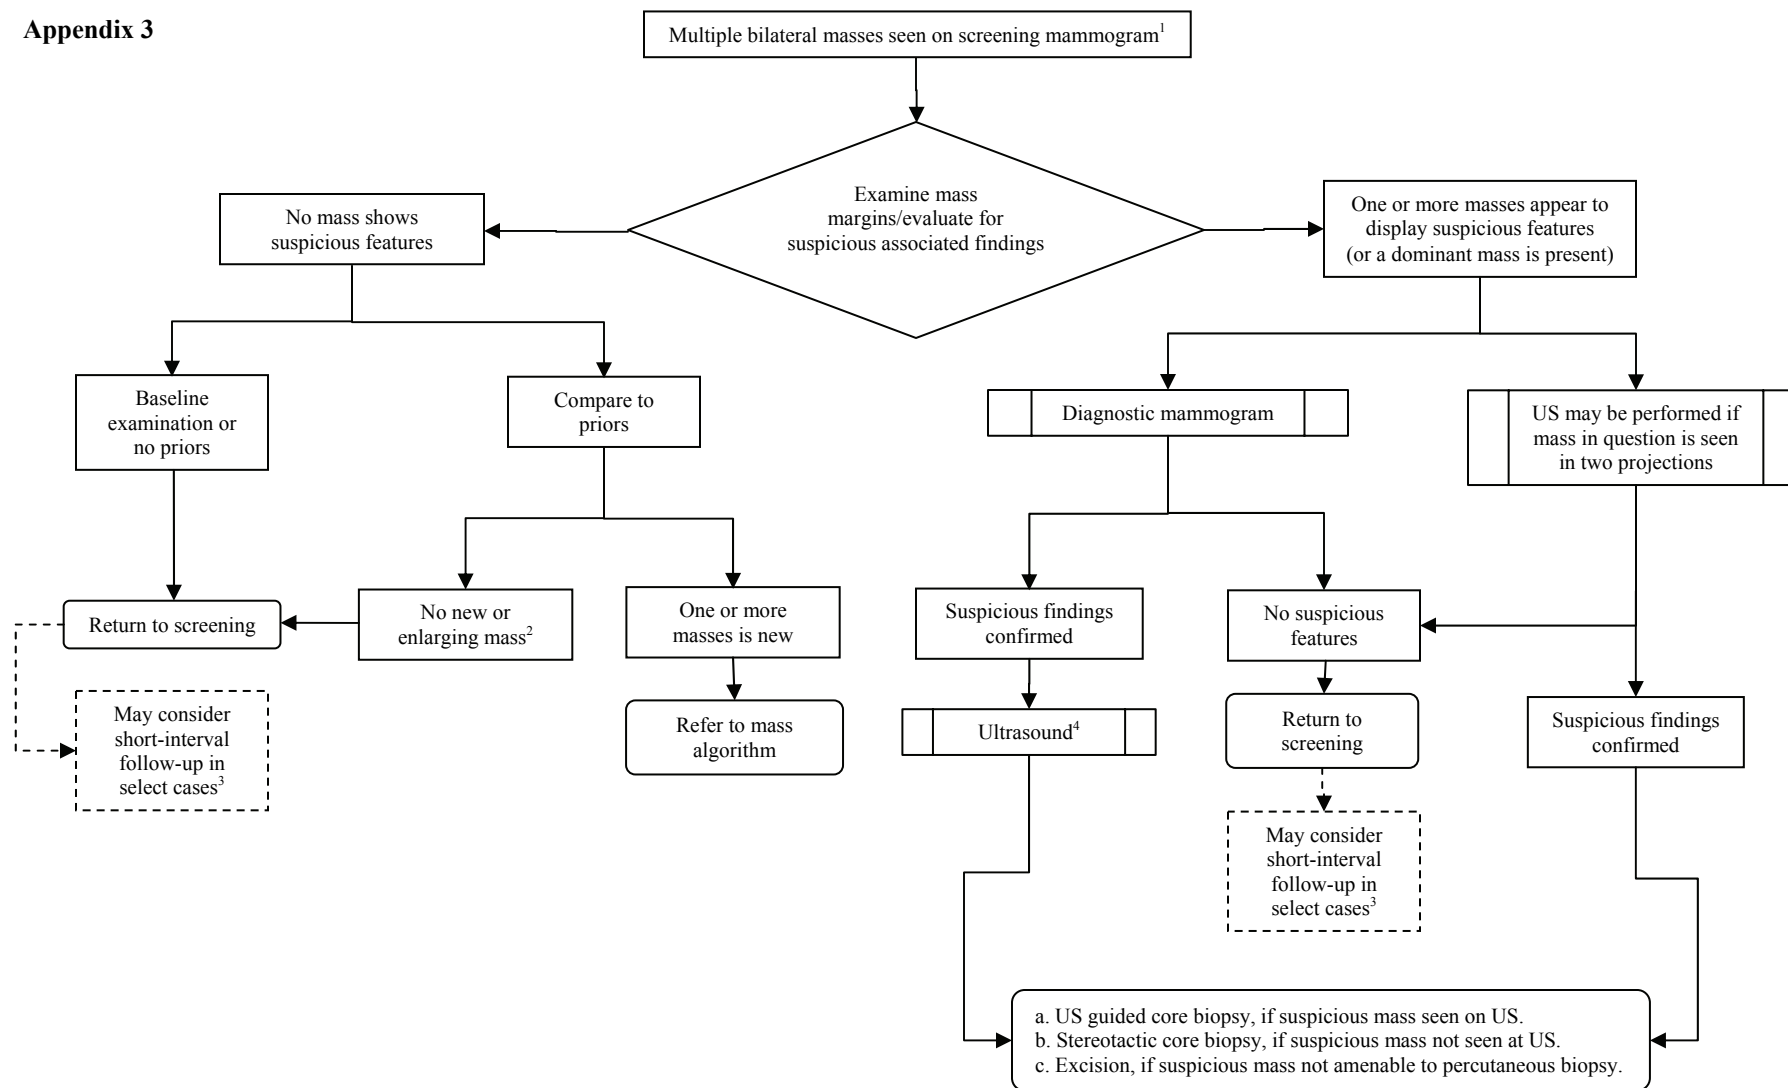 Appendix 3
Multiple bilateral masses seen on screening mammogram1
Examine mass
margins/evaluate for
suspicious associated findings
No mass shows
suspicious features
One or more masses appear to
display suspicious features
(or a dominant mass is present)
Baseline
examination or
no priors
Compare to
priors
Diagnostic mammogram
US may be performed if
mass in question is seen
in two projections
Return to screening
No new or
enlarging mass2
One or more
masses is new
Suspicious findings
confirmed
No suspicious
features
May consider
short-interval
follow-up in
select cases3
Refer to mass
algorithm
Ultrasound4
Return to
screening
Suspicious findings
confirmed
May consider
short-interval
follow-up in
select cases3
a. US guided core biopsy, if suspicious mass seen on US.
b. Stereotactic core biopsy, if suspicious mass not seen at US.
c. Excision, if suspicious mass not amenable to percutaneous biopsy.